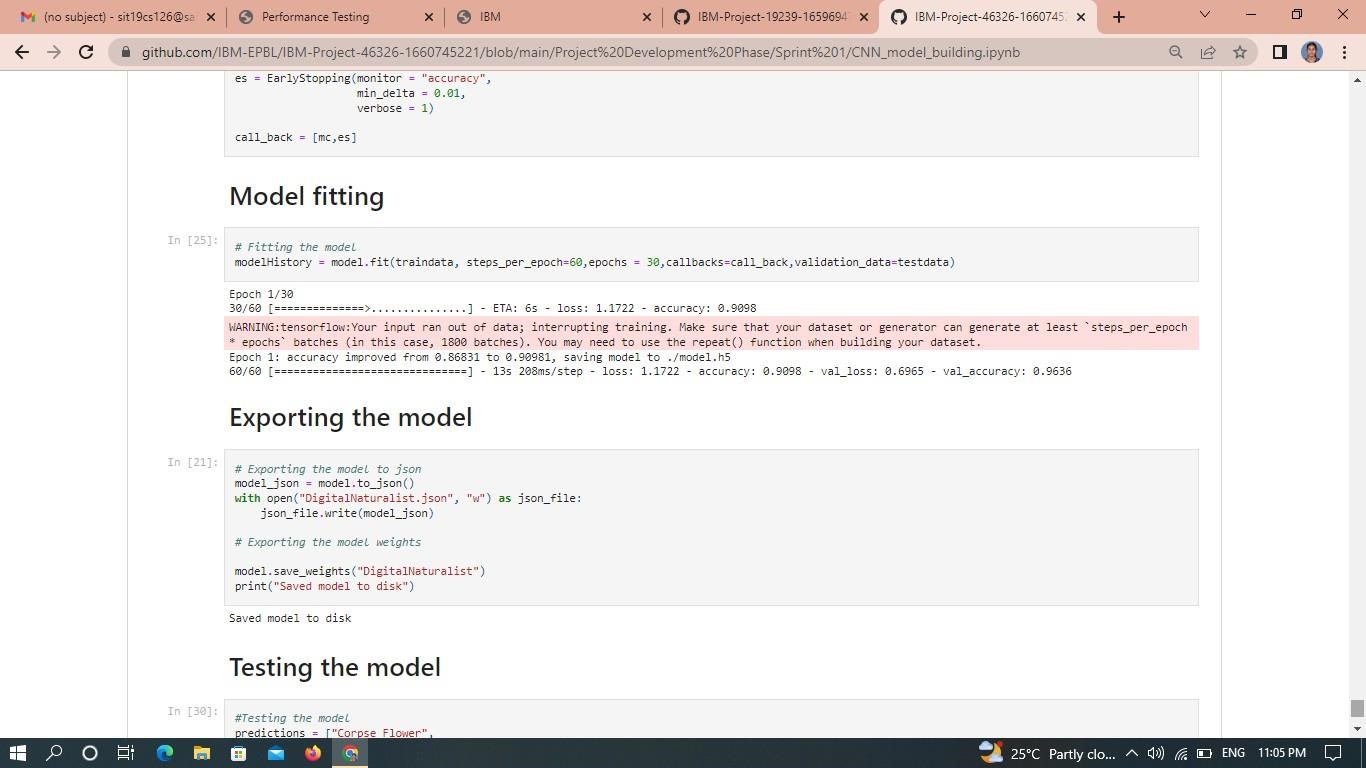 (no subject) - sit19cs126@sa
Performance Testing
IBM
IBM-Project-19239-16596947
IBM-Project-46326-1660745
github.com/IBM-EPBL/IBM-Project-46326-1660745221/blob/main/Project%20Development%20Phase/Sprint%201/CNN_model_building.ipynb
es = EarlyStopping(monitor = "accuracy",
min_delta = 0.01,
verbose = 1)
call_back = [mc,es]
Model fitting
In [25]:
# Fitting the model
modelHistory = model.fit(traindata, steps_per_epoch=60,epochs = 30,callbacks=call_back,validation_data=testdata)
Epoch 1/30
30/60 [==============>...............] - ETA: 6s - loss: 1.1722 - accuracy: 0.9098
WARNING:tensorflow:Your input ran out of data; interrupting training. Make sure that your dataset or generator can generate at least `steps_per_epoch
* epochs` batches (in this case, 1800 batches). You may need to use the repeat() function when building your dataset.
Epoch 1: accuracy improved from 0.86831 to 0.90981, saving model to ./model.h5
60/60 [==============================] - 13s 208ms/step - loss: 1.1722 - accuracy: 0.9098 - val_loss: 0.6965 - val_accuracy: 0.9636
Exporting the model
In [21]:
# Exporting the model to json
model_json = model.to_json()
with open("DigitalNaturalist.json", "w") as json_file:
json_file.write(model_json)
# Exporting the model weights
model.save_weights("DigitalNaturalist")
print("Saved model to disk")
Saved model to disk
Testing the model
In [30]:
#Testing the model
predictions = ["Corpse Flower",
25°C Partly clo...
ENG
11:05 PM